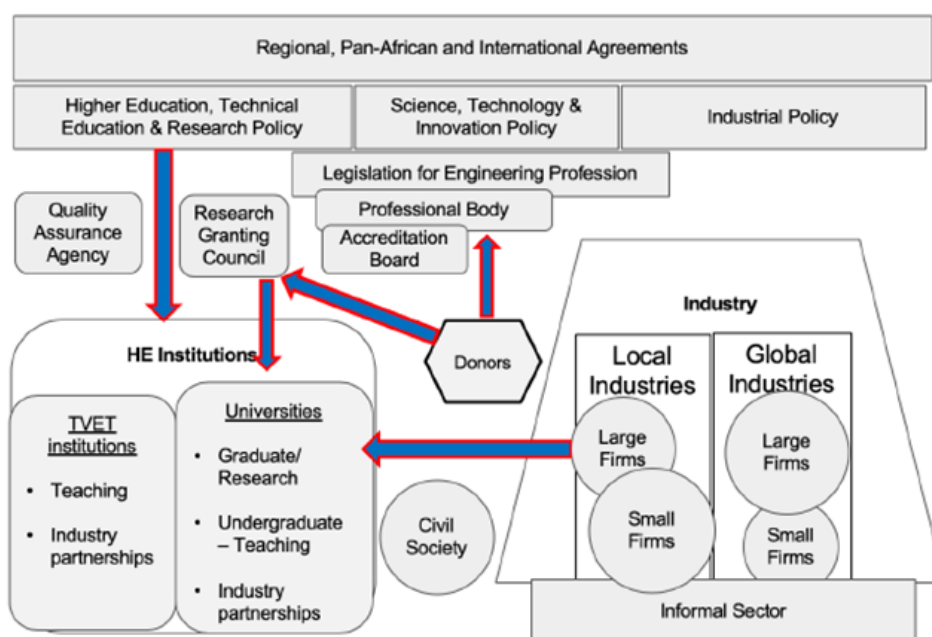 Regional, Pan-African and International Agreements
Higher Education, Technical
Education & Research Policy
Science, Technology &
Innovation Policy
Industrial Policy
Legislation for Engineering Profession
Quality
Assurance
Agency
Research
Granting
Council
Professional Body
Accreditation
Board
Industry
HE Institutions
Donors
Local
Industries
Global
Industries
TVET
institutions
• Teaching
• Industry
partnerships
Universities
• Graduate/
Research
• Undergraduate
– Teaching
• Industry
partnerships
Civil
Society
Large
Firms
Small
Firms
Large
Firms
Small
Firms
Informal Sector